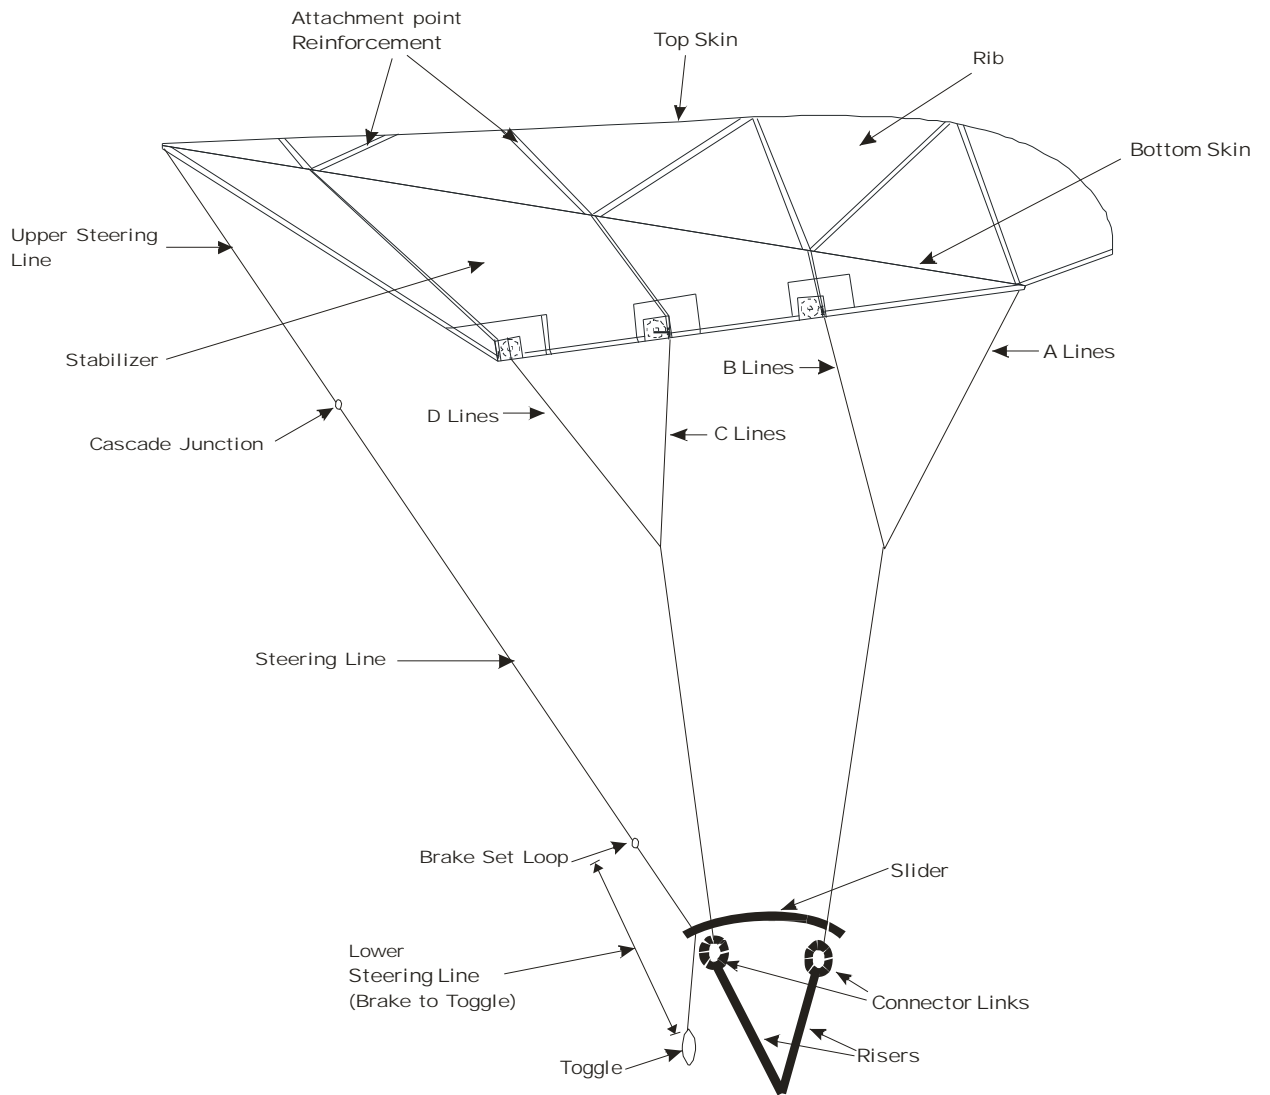 Attachment point
Reinforcement
Top Skin
Rib
Bottom Skin
Upper Steering
Line
Stabilizer
A Lines
B Lines
D Lines
C Lines
Cascade Junction
Steering Line
Brake Set Loop
Slider
Lower
Steering Line
(Brake to Toggle)
Connector Links
Risers
Toggle